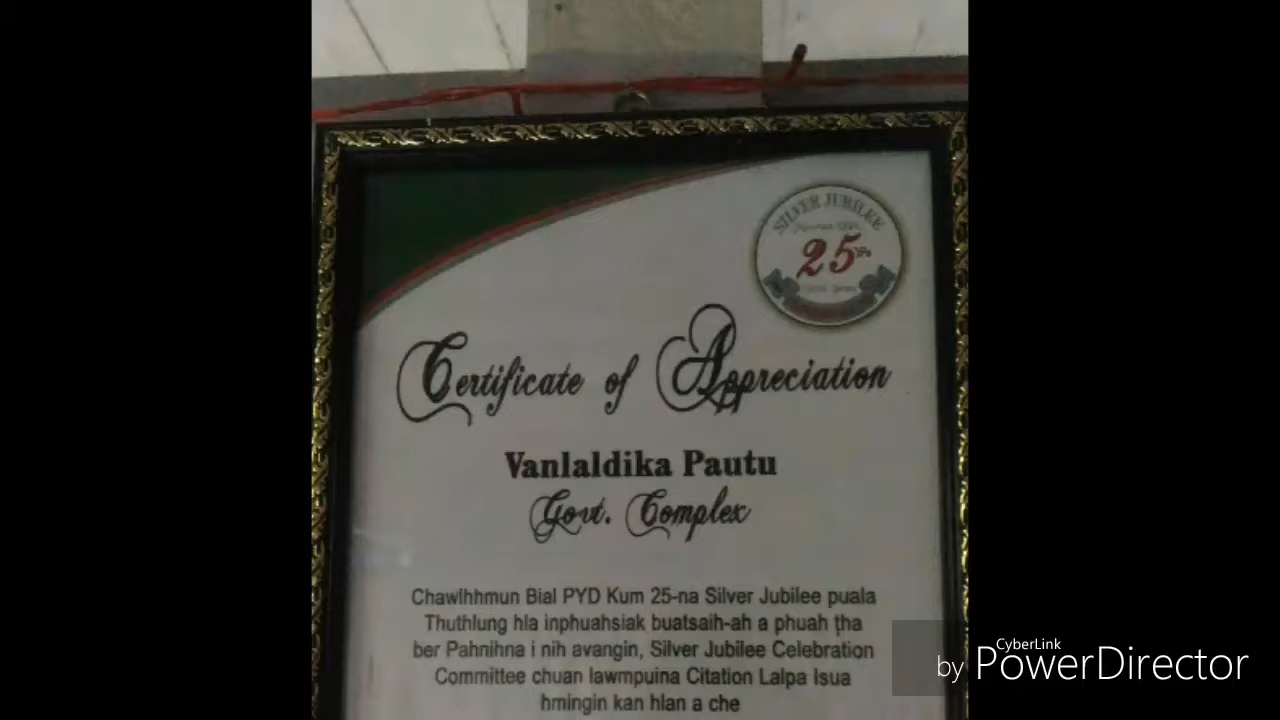 SILVER JUBILEE
25
Certificate of Appreciation
Vanlaldika Pautu
Govt. Complex
Chawlhhmun Bial PYD Kum 25-na Silver Jubilee puala
Thuthlung hla inphuahsiak buatsaih-ah a phuah ṭha
ber Pahnihna i nih avangin, Silver Jubilee Celebration
Committee chuan lawmpuina Citation Lalpa Isua
hmingin kan hlan a che
CyberLink
by PowerDirector